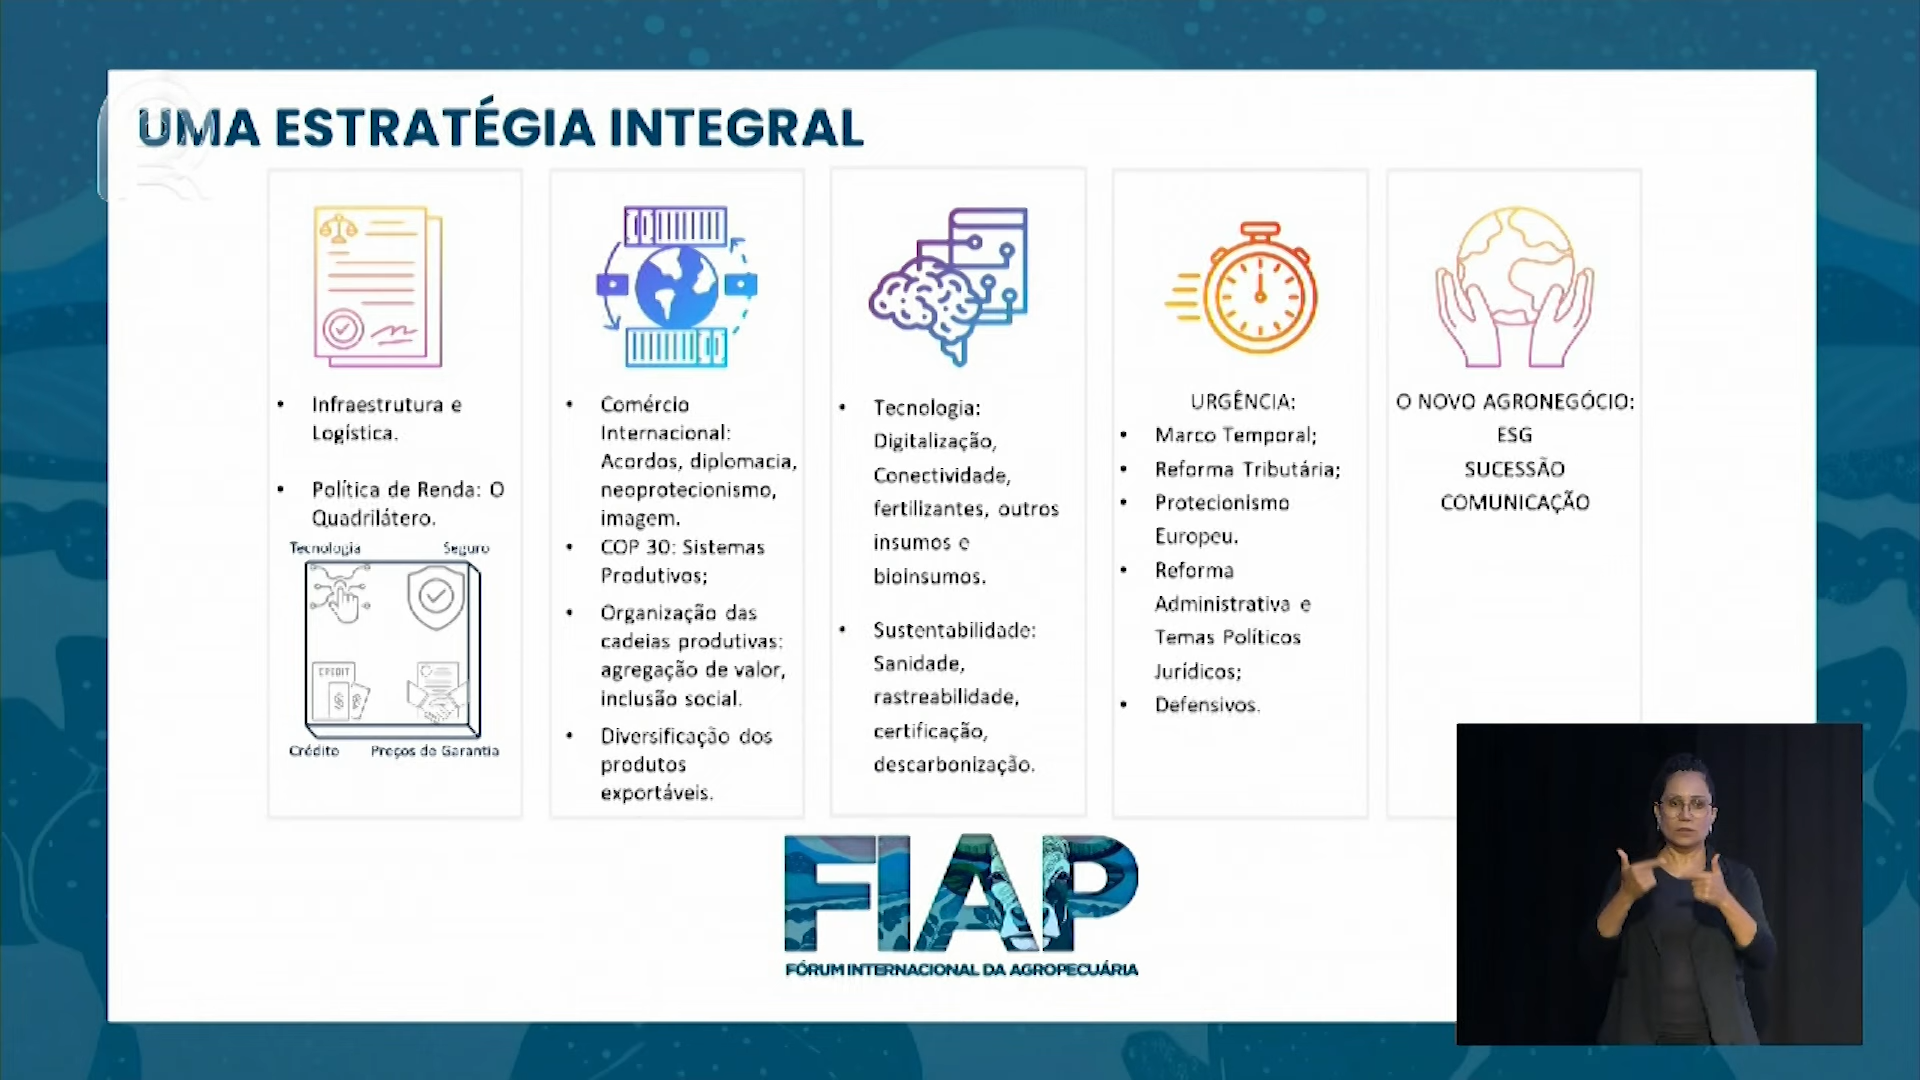 UMA ESTRATÉGIA INTEGRAL
• Infraestrutura e
Logística.
• Política de Renda: O
Quadrilátero.
Tecnologia Seguro
CREDIT
Crédito Preços de Garantia
• Comércio
Internacional:
Acordos, diplomacia,
neoprotecionismo,
imagem.
• COP 30: Sistemas
Produtivos;
• Organização das
cadeias produtivas:
agregação de valor,
inclusão social.
• Diversificação dos
produtos
exportáveis.
• Tecnologia:
Digitalização,
Conectividade,
fertilizantes, outros
insumos e
bioinsumos.
• Sustentabilidade:
Sanidade,
rastreabilidade,
certificação,
descarbonização.
URGÊNCIA:
• Marco Temporal;
• Reforma Tributária;
• Protecionismo
Europeu.
• Reforma
Administrativa e
Temas Políticos
Jurídicos;
• Defensivos.
O NOVO AGRONEGÓCIO:
ESG
SUCESSÃO
COMUNICAÇÃO
FIAP
FÓRUM INTERNACIONAL DA AGROPECUÁRIA